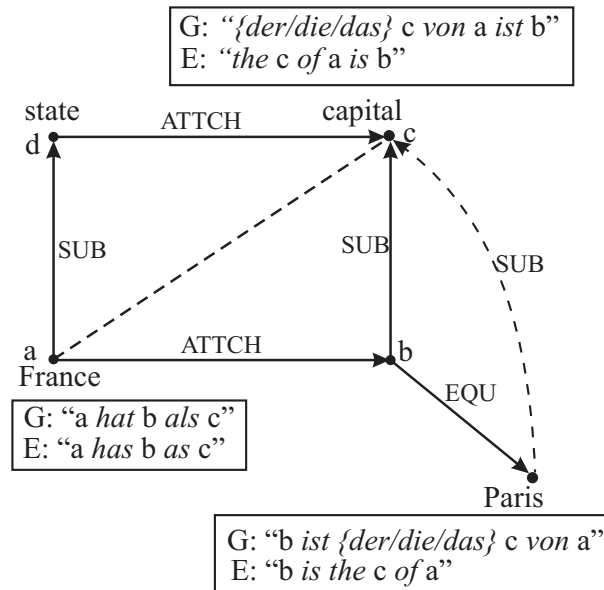 G: “{der/die/das} c von a ist b”
E: “the c of a is b”
state
capital
ATTCH
d
c
SUB
SUB
SUB
a
ATTCH
b
France
EQU
G: “a hat b als c”
E: “a has b as c”
Paris
G: “b ist {der/die/das} c von a”
E: “b is the c of a”